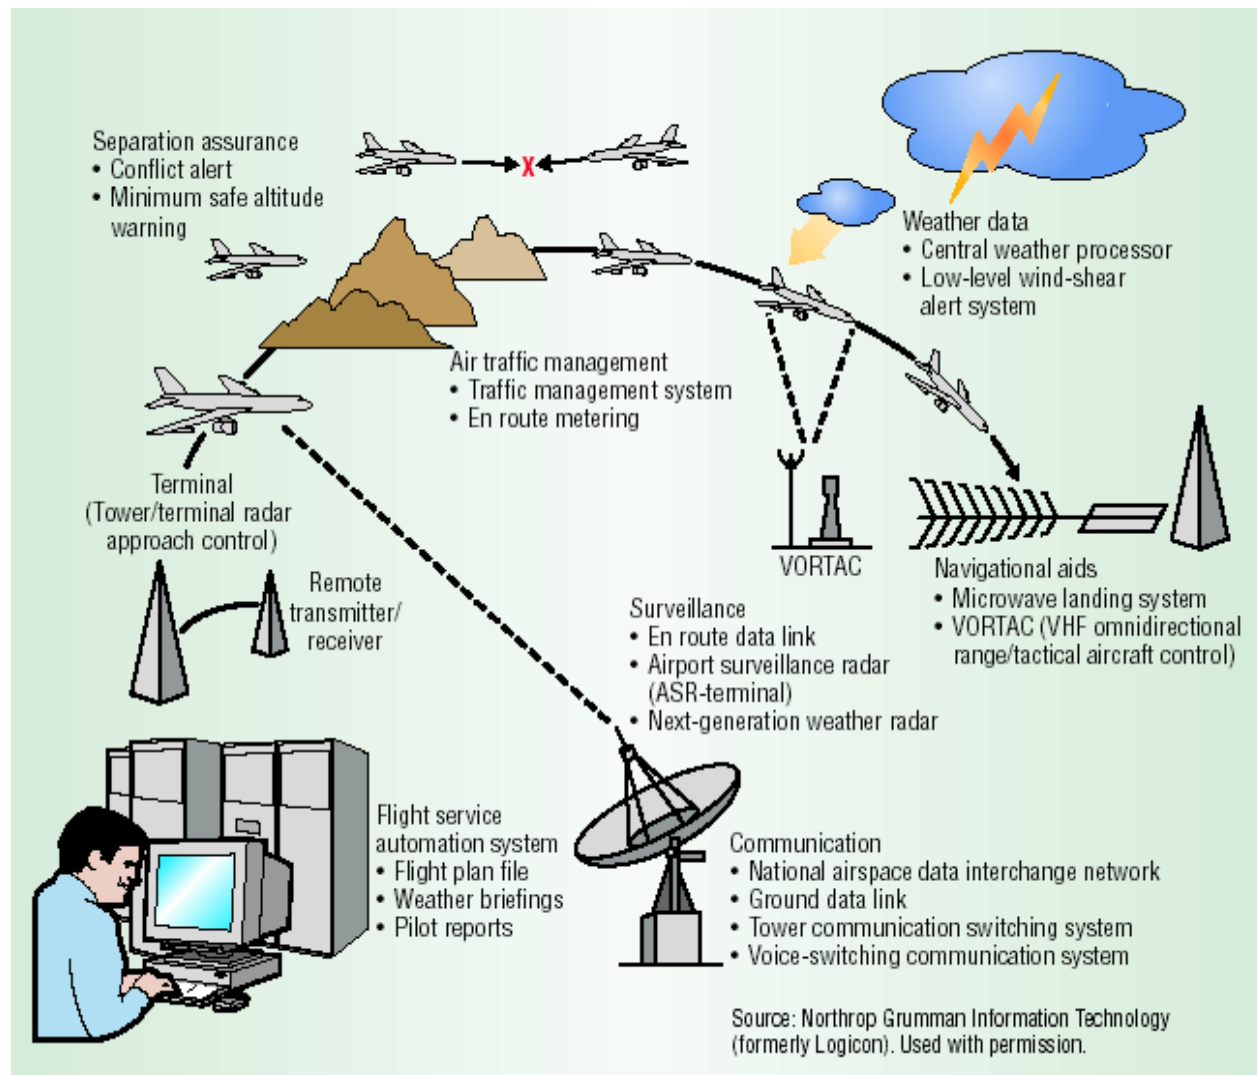 Separation assurance
• Conflict alert
• Minimum safe altitude
warning
X
Weather data
• Central weather processor
• Low-level wind-shear
alert system
Air traffic management
• Traffic management system
• En route metering
Terminal
(Tower/terminal radar
approach control)
Remote
transmitter/
receiver
VORTAC
Navigational aids
• Microwave landing system
• VORTAC (VHF omnidirectional
range/tactical aircraft control)
Surveillance
• En route data link
• Airport surveillance radar
(ASR-terminal)
• Next-generation weather radar
Flight service
automation system
• Flight plan file
• Weather briefings
• Pilot reports
Communication
• National airspace data interchange network
• Ground data link
• Tower communication switching system
• Voice-switching communication system
Source: Northrop Grumman Information Technology
(formerly Logicon). Used with permission.